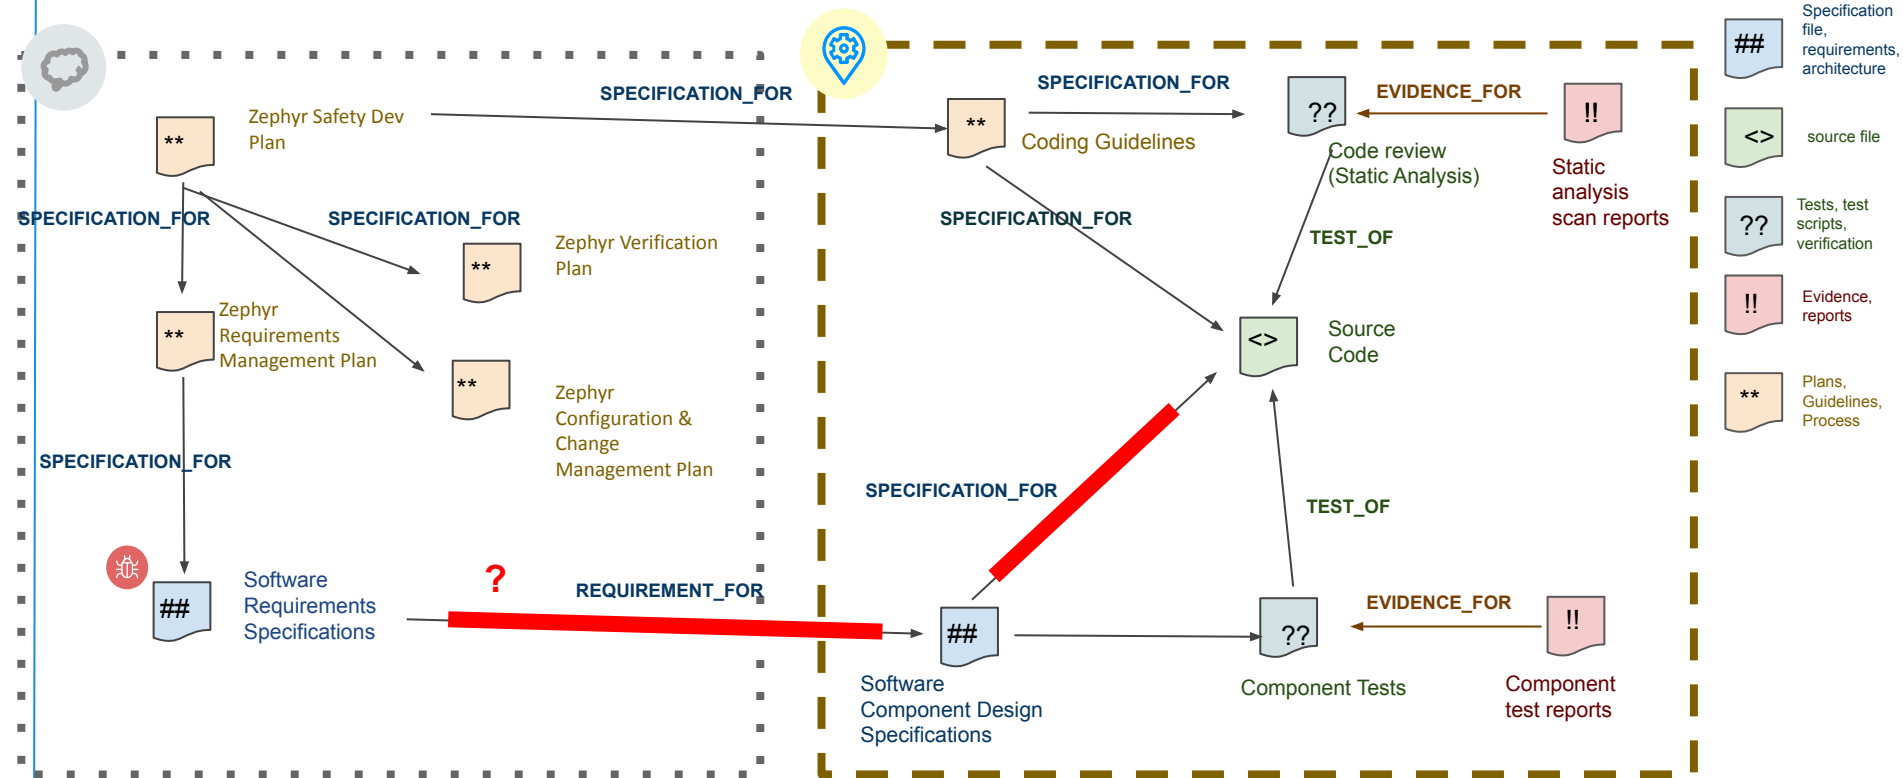 SPECIFICATION_FOR
Zephyr Safety Dev
Plan
**
SPECIFICATION_FOR
SPECIFICATION_FOR
Zephyr Verification
Plan
**
Zephyr
Requirements
Management Plan
**
Zephyr
Configuration &
Change
Management Plan
**
SPECIFICATION_FOR
##
Software
Requirements
Specifications
?
REQUIREMENT_FOR
**
Coding Guidelines
SPECIFICATION_FOR
??
Code review
(Static Analysis)
EVIDENCE_FOR
!!
Static
analysis
scan reports
SPECIFICATION_FOR
TEST_OF
<>
Source
Code
SPECIFICATION_FOR
TEST_OF
##
Software
Component Design
Specifications
??
Component Tests
EVIDENCE_FOR
!!
Component
test reports
##
Specification
file,
requirements,
architecture
<>
source file
??
Tests, test
scripts,
verification
!!
Evidence,
reports
**
Plans,
Guidelines,
Process